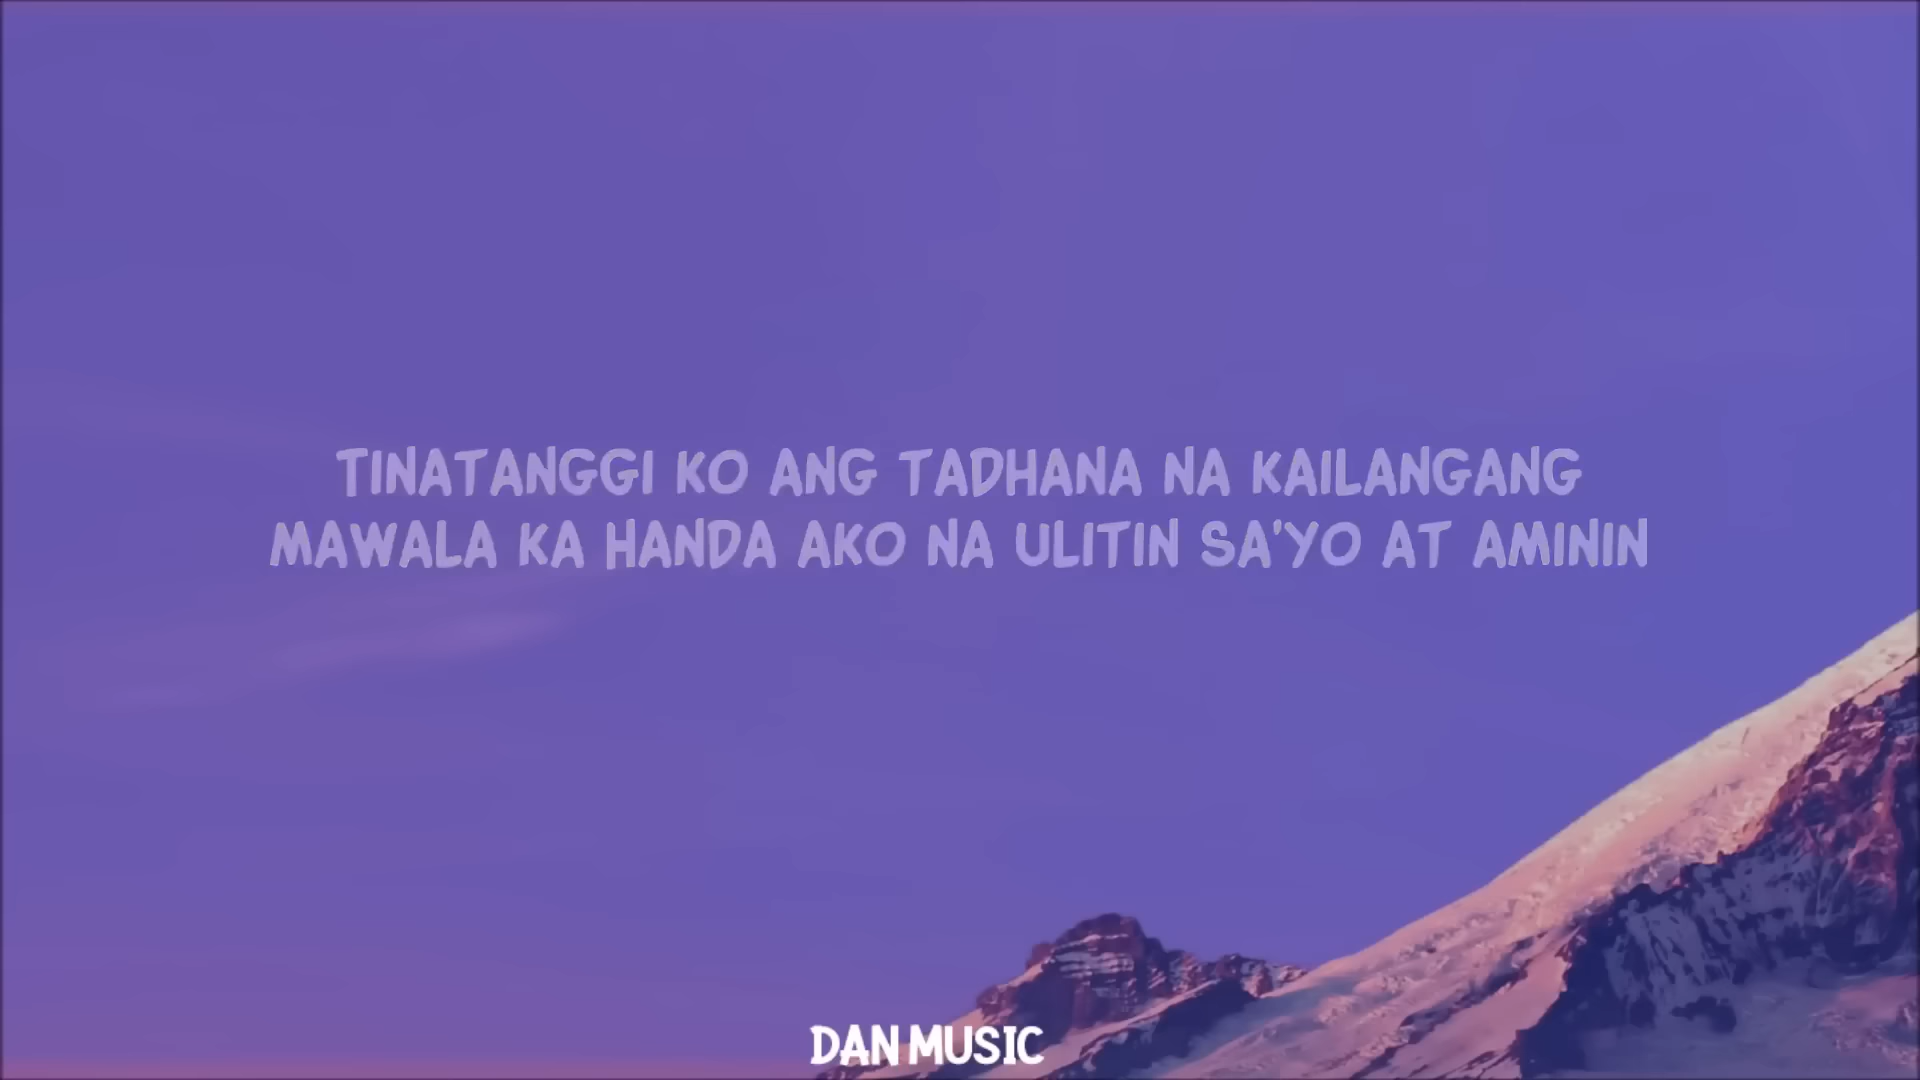 TINATANGGI KO ANG TADHANA NA KAILANGANG
MAWALA KA HANDA AKO NA ULITIN SA'YO AT AMININ
DAN MUSIC